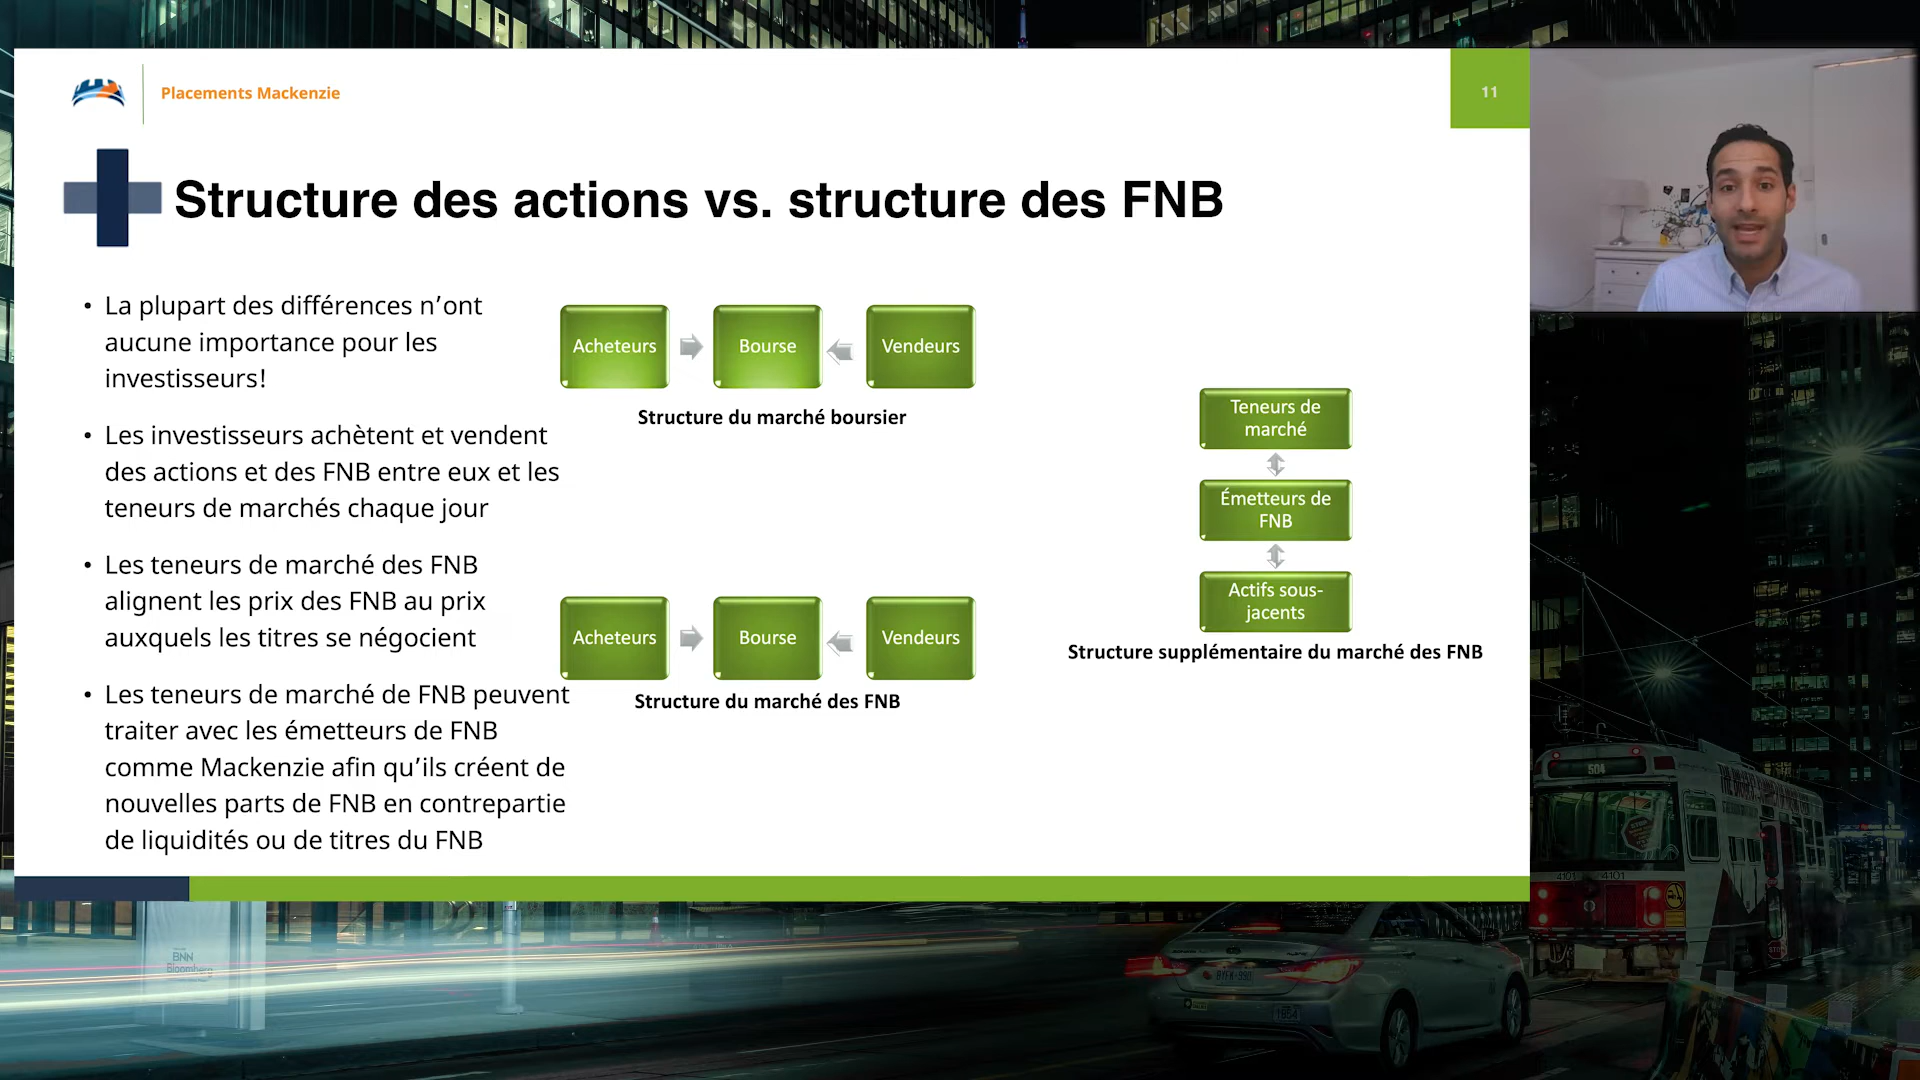 Placements Mackenzie
11
Structure des actions vs. structure des FNB
• La plupart des différences n’ont
aucune importance pour les
investisseurs!
• Les investisseurs achètent et vendent
des actions et des FNB entre eux et les
teneurs de marchés chaque jour
• Les teneurs de marché des FNB
alignent les prix des FNB au prix
auxquels les titres se négocient
• Les teneurs de marché de FNB peuvent
traiter avec les émetteurs de FNB
comme Mackenzie afin qu’ils créent de
nouvelles parts de FNB en contrepartie
de liquidités ou de titres du FNB
Acheteurs
Bourse
Vendeurs
Structure du marché boursier
Acheteurs
Bourse
Vendeurs
Structure du marché des FNB
Teneurs de
marché
Émetteurs de
FNB
Actifs sous-
jacents
Structure supplémentaire du marché des FNB
504
4101 4101
BNN
Bloomberg
1664